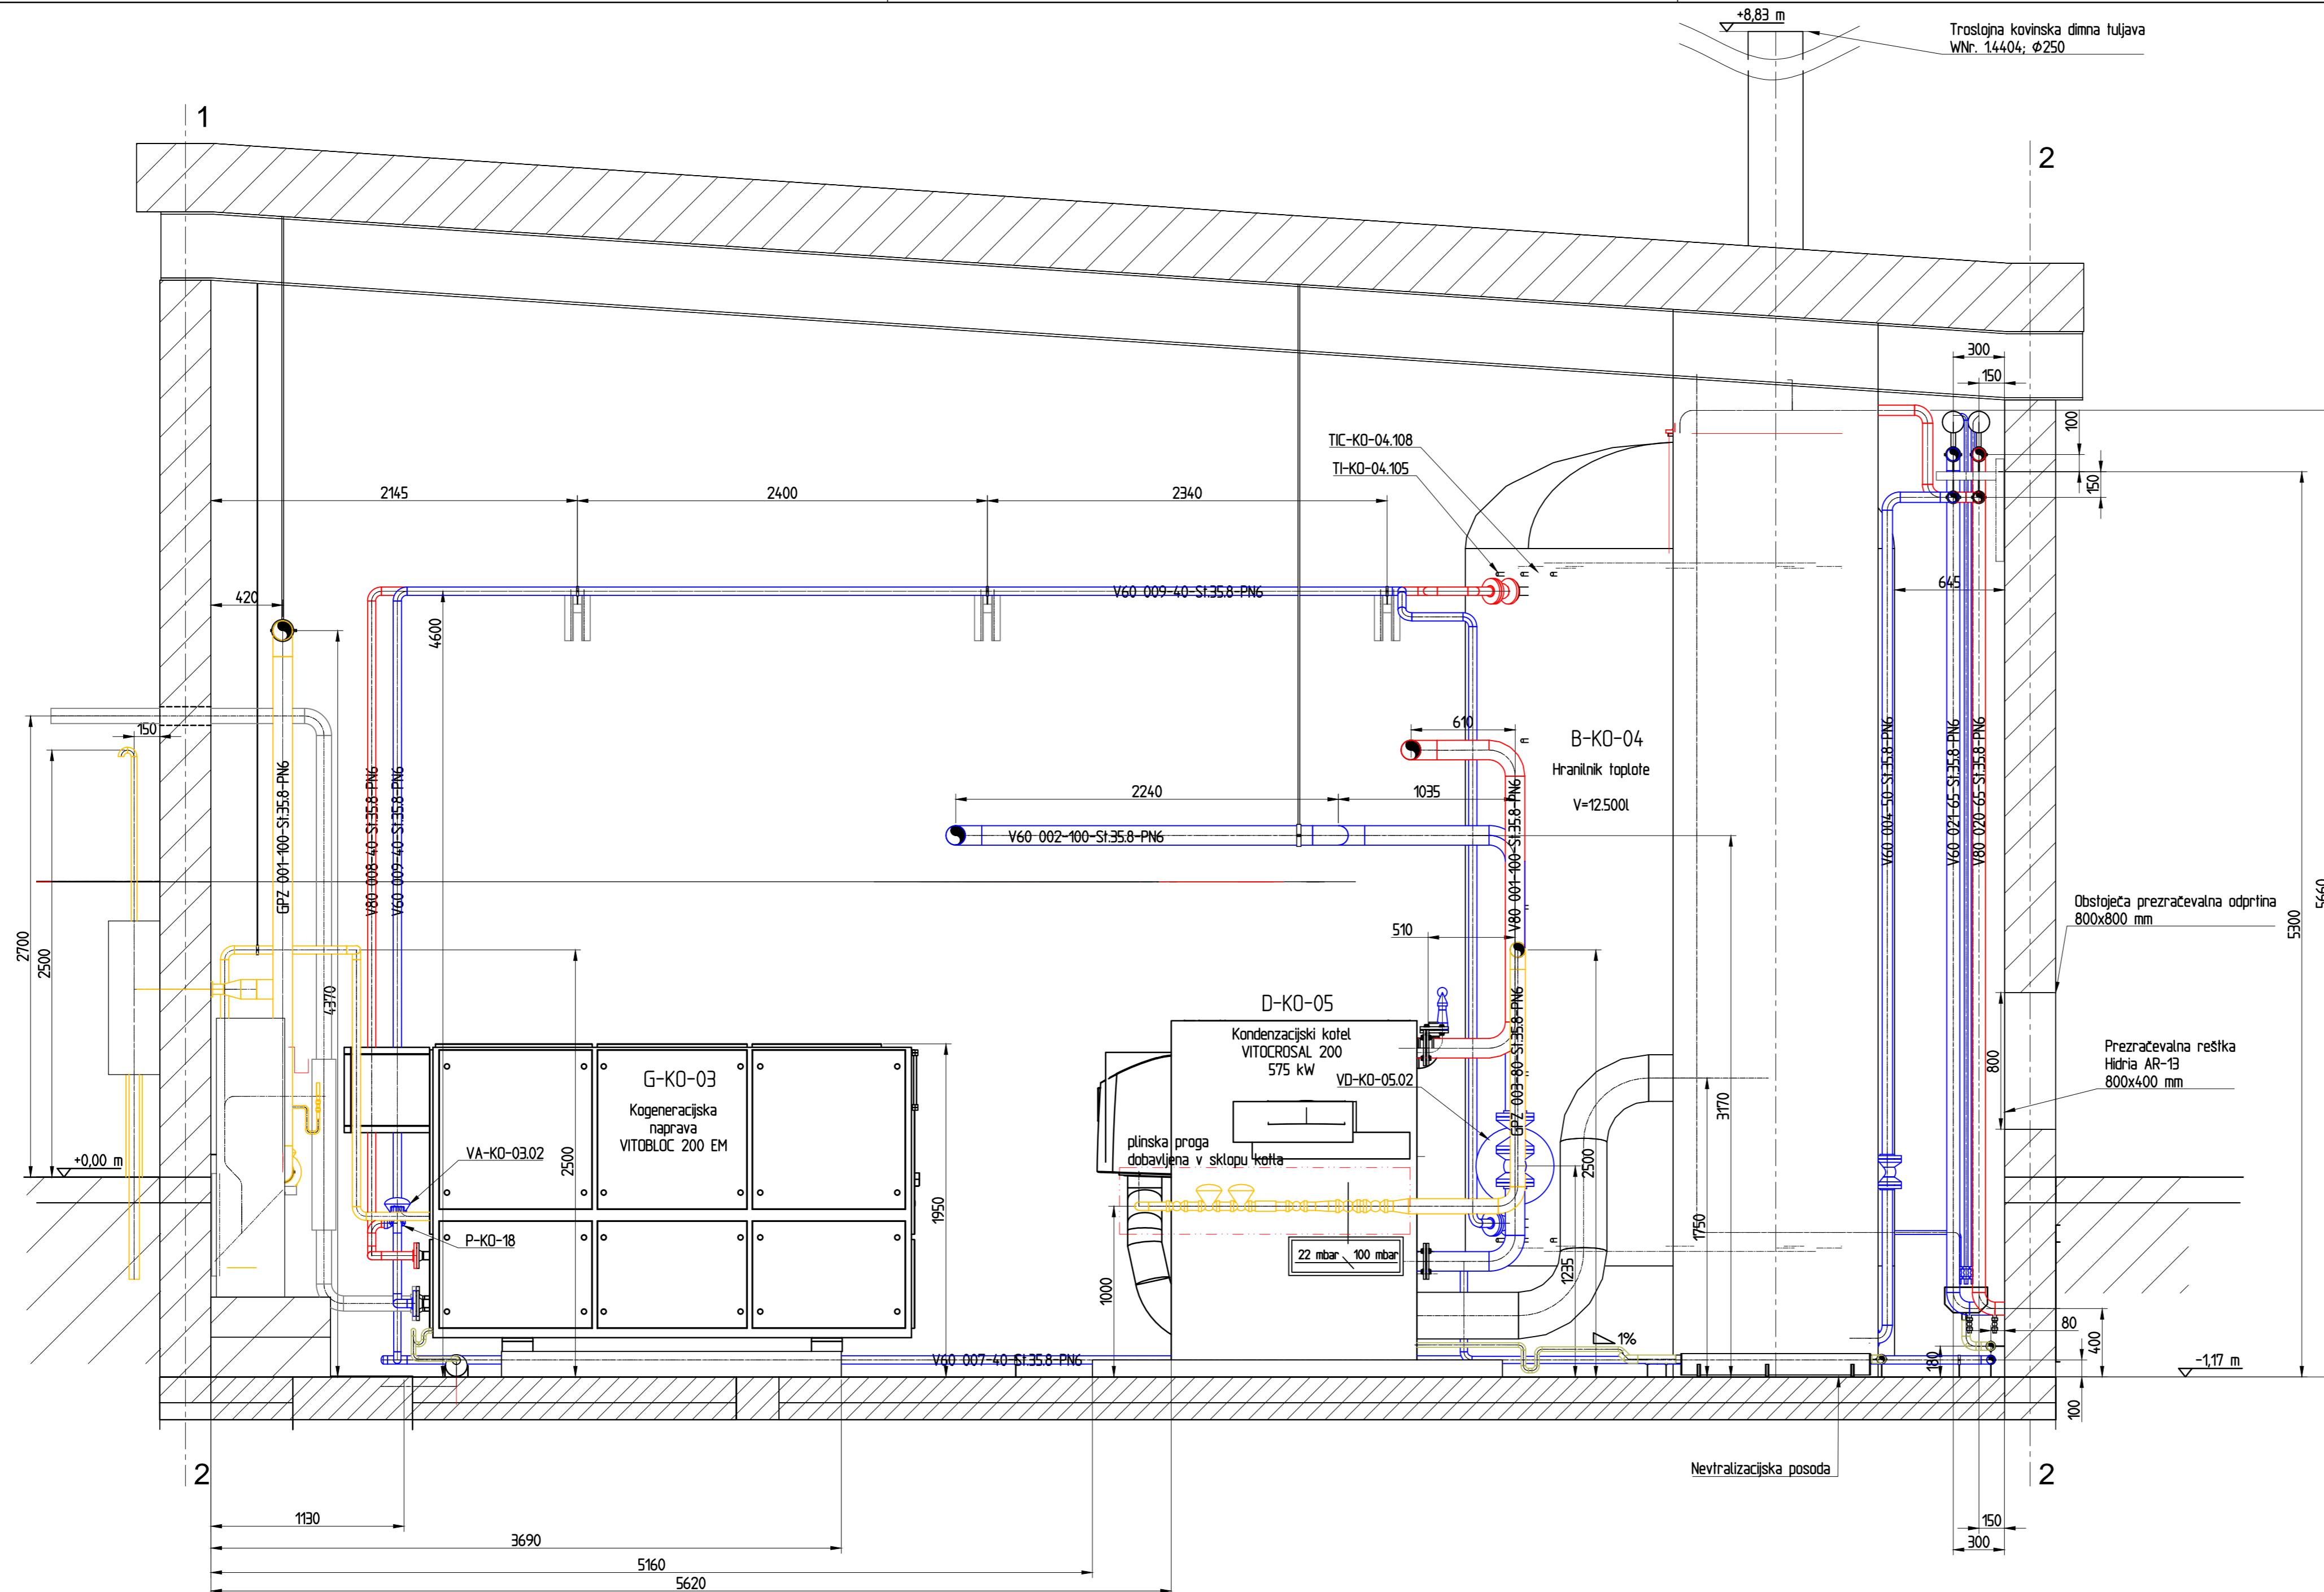 +8,83 m
Troslojna kovinska dimna tuljava
WNr. 1.4404; Φ250
1
2
300
150
100
150
TIC-KO-04.108
TI-KO-04.105
2145
2400
2340
420
4600
V60 009-40-St.35.8-PN6
645
150
610
B-KO-04
Hranilnik toplote
V=12.500l
2240
1035
V60 002-100-St.35.8-PN6
GPZ 001-100-St.35.8-PN6
V80 008-40-St.35.8-PN6
V60 009-40-St.35.8-PN6
V80 001-100-St.35.8-PN6
V60 004-50-St.35.8-PN6
V60 021-65-St.35.8-PN6
V80 020-65-St.35.8-PN6
Obstoječa prezračevalna odprtina
800x800 mm
5300
5660
2700
2500
4370
510
D-KO-05
Kondenzacijski kotel
VITOCROSAL 200
575 kW
VD-KO-05.02
GPZ 003-80-St.35.8-PN6
G-KO-03
Kogeneracijska
naprava
VITOBLOC 200 EM
800
Prezračevalna reštka
Hidria AR-13
800x400 mm
3170
+0,00 m
VA-KO-03.02
2500
plinska proga
dobavljena v sklopu kotla
2500
1950
1750
P-KO-18
22 mbar
100 mbar
1235
1000
1%
V60 007-40-St.35.8-PN6
80
400
180
-1,17 m
100
2
Nevtralizacijska posoda
2
1130
150
300
3690
5160
5620